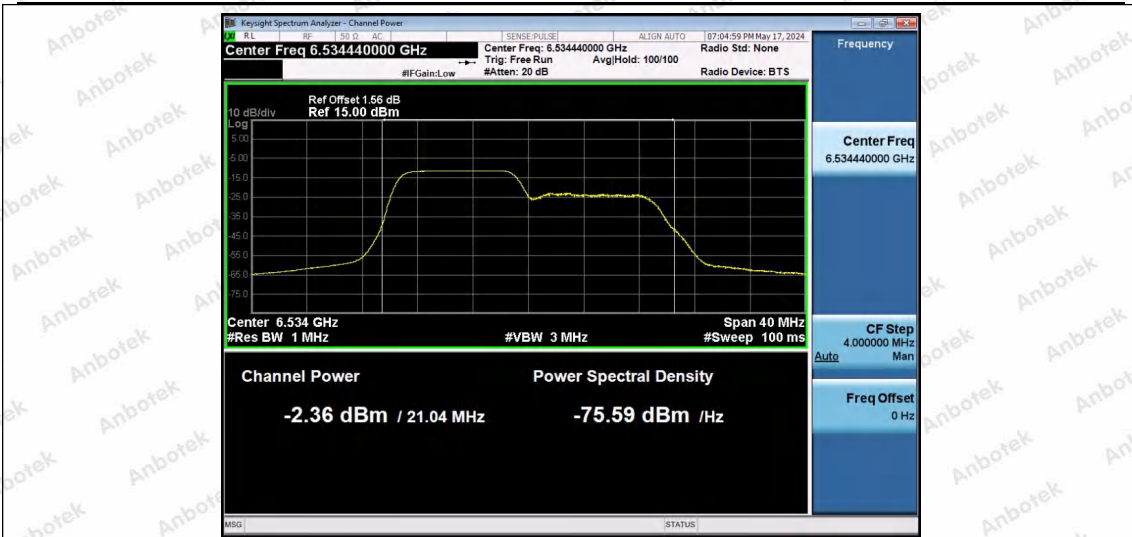 Keysight Spectrum Analyzer - Channel Power
RL RF 50 Ω AC SENSE:PULSE ALIGN AUTO 07:04:59 PM May 17, 2024
Center Freq 6.534440000 GHz
Center Freq: 6.534440000 GHz
Radio Std: None
Trig: Free Run Avg|Hold: 100/100
#IFGain:Low
#Atten: 20 dB
Radio Device: BTS
Frequency
Ref Offset 1.56 dB
10 dB/div Ref 15.00 dBm
Log
5.00
-5.00
-15.0
-25.0
-35.0
-45.0
-55.0
-65.0
-75.0
Center 6.534 GHz
Span 40 MHz
#Res BW 1 MHz
#VBW 3 MHz
#Sweep 100 ms
Center Freq
6.534440000 GHz
CF Step
4.000000 MHz
Auto Man
Freq Offset
0 Hz
Channel Power
Power Spectral Density
-2.36 dBm / 21.04 MHz
-75.59 dBm /Hz
MSG
STATUS
Anbotek